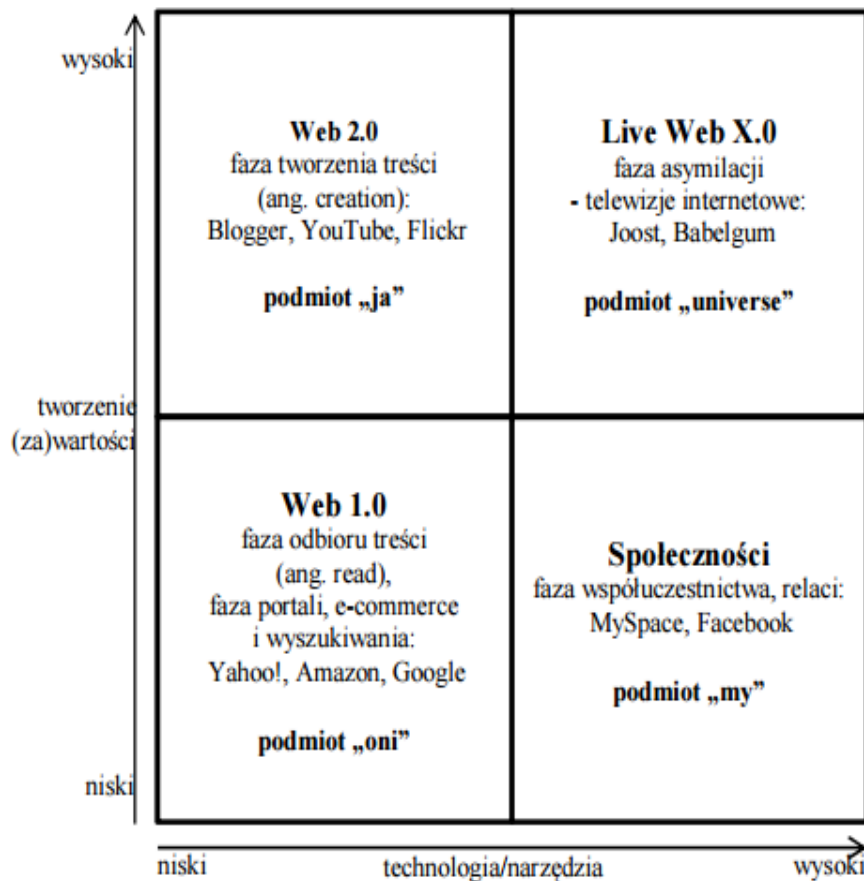 wysoki
Web 2.0
faza tworzenia treści
(ang. creation):
Blogger, YouTube, Flickr
podmiot „ja”
Live Web X.0
faza asymilacji
- telewizje internetowe:
Joost, Babelgum
podmiot „universe”
tworzenie
(za)wartości
Web 1.0
faza odbioru treści
(ang. read),
faza portali, e-commerce
i wyszukiwania:
Yahoo!, Amazon, Google
podmiot „oni”
Społeczności
faza współuczestnictwa, relaci:
MySpace, Facebook
podmiot „my”
niski
niski
technologia/narzędzia
wysoki